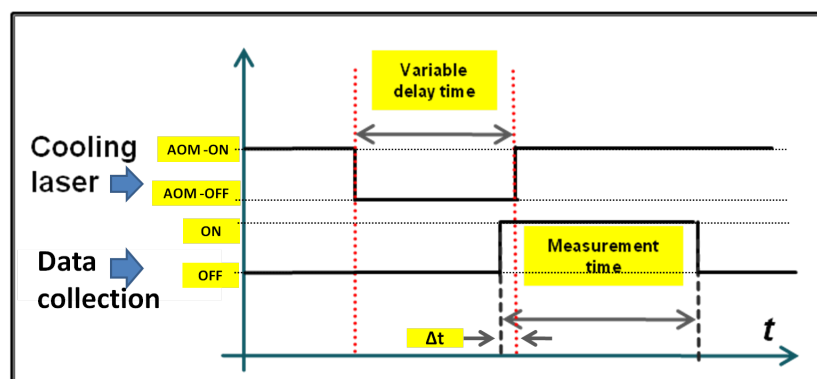 Variable
delay time
Cooling
laser
AOM -ON
AOM -OFF
ON
Data
collection
OFF
Measurement
time
Δt
t